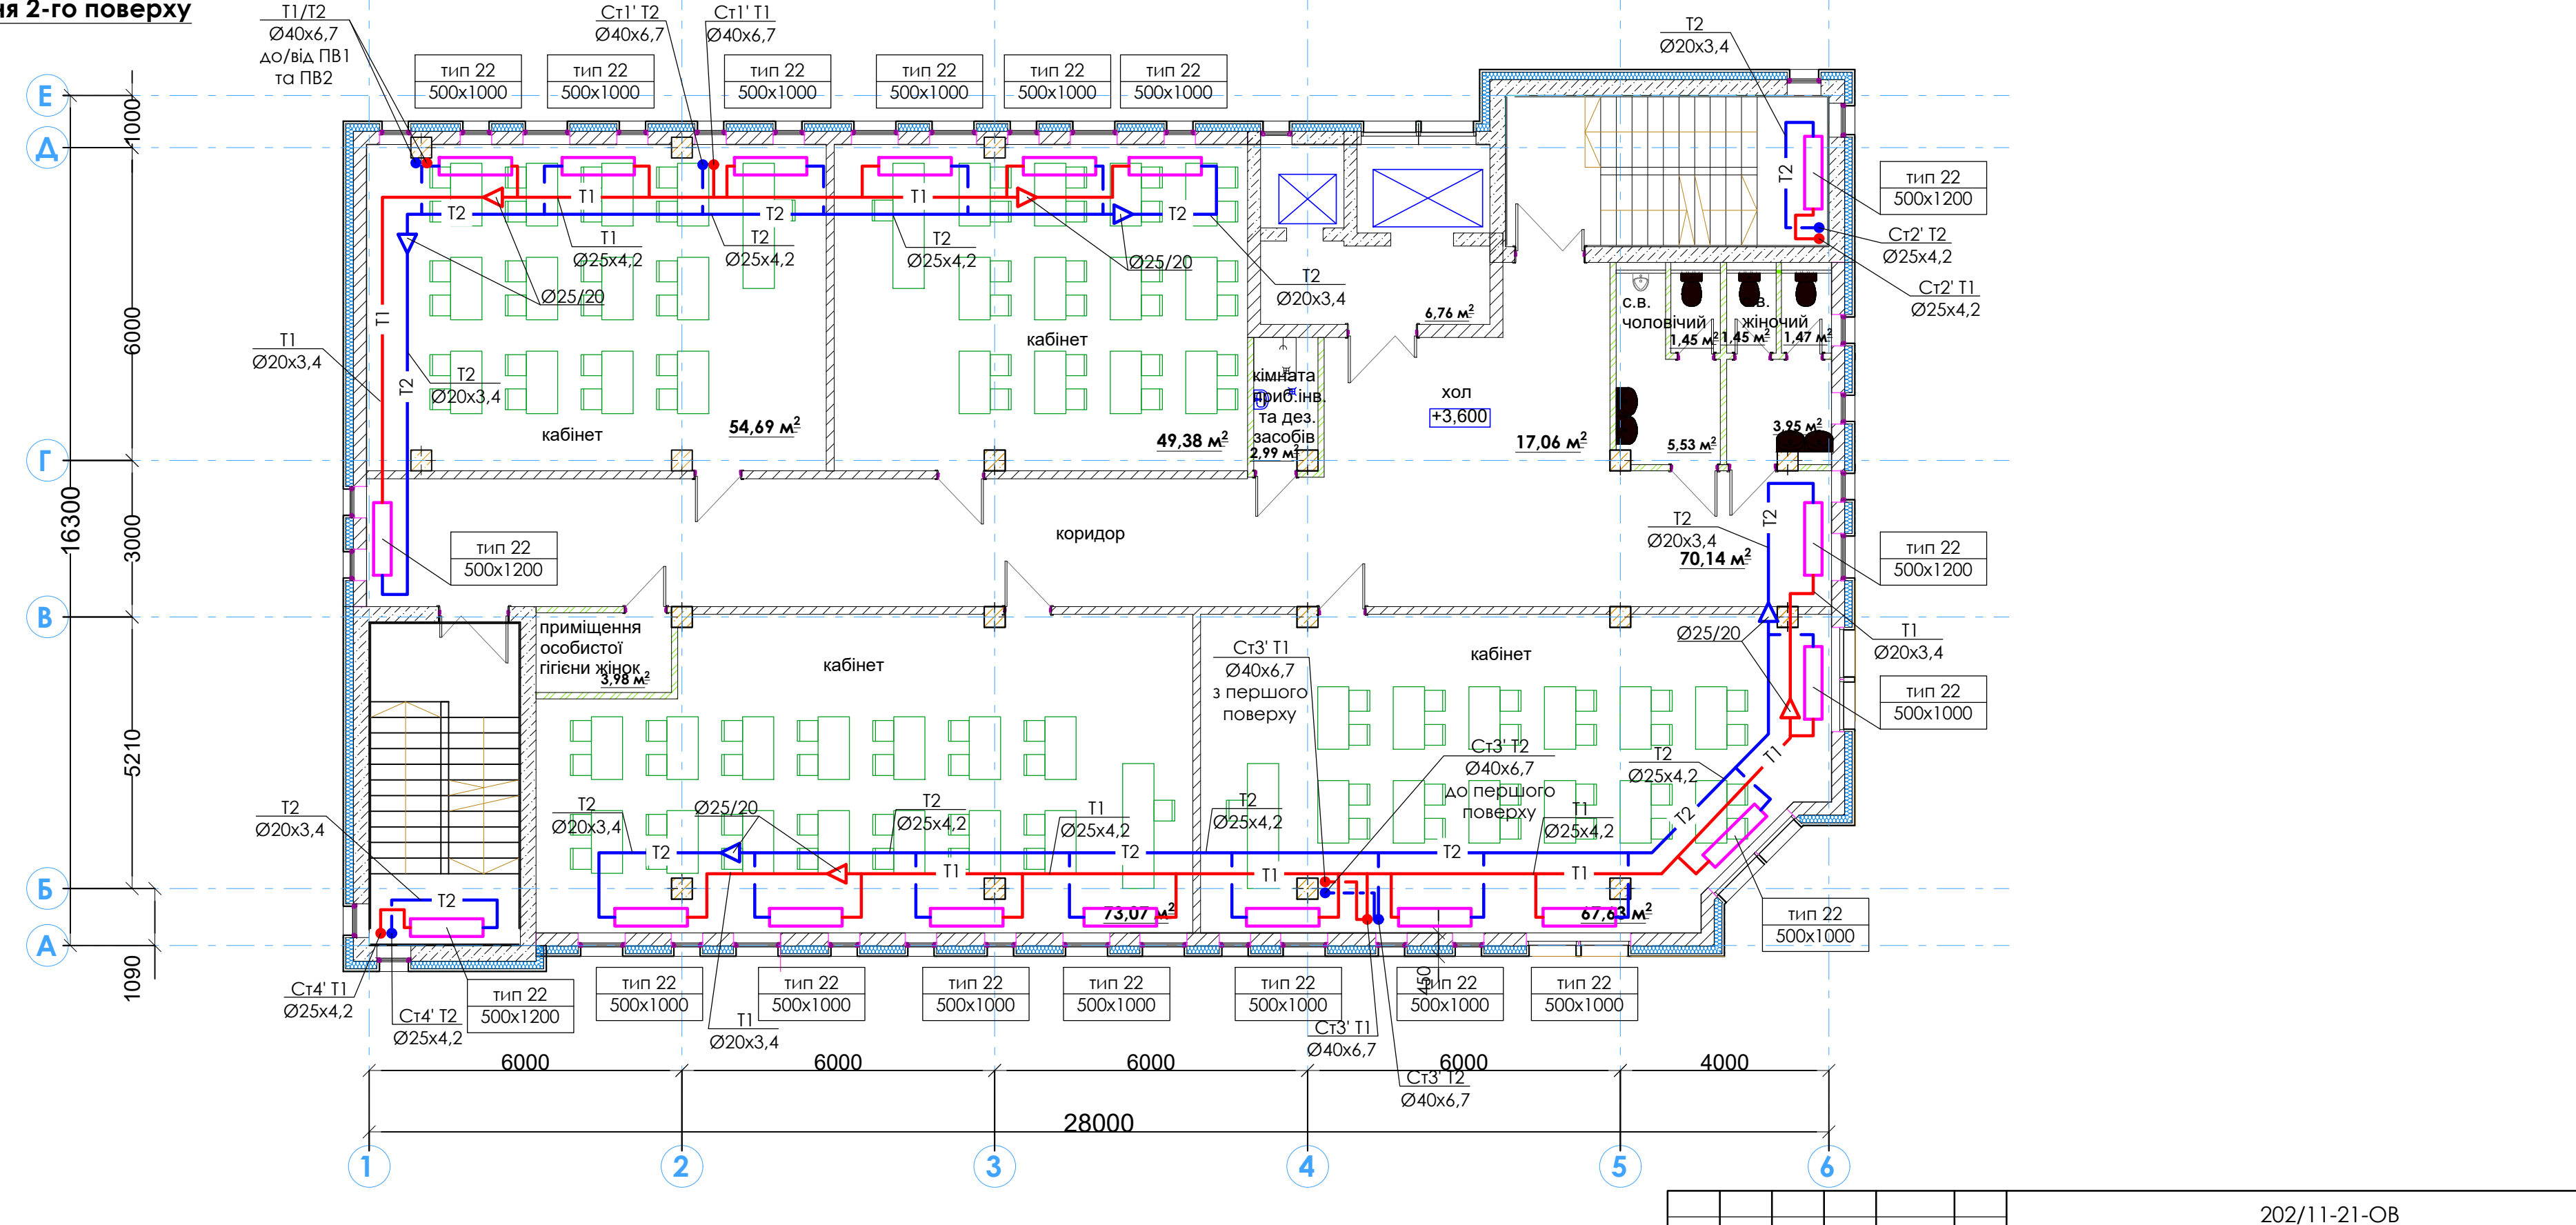 ня 2-го поверху
Т1/Т2
Ø40х6,7
до/від ПВ1
та ПВ2
Ст1' Т2
Ø40х6,7
Ст1' Т1
Ø40х6,7
Т2
Ø20х3,4
тип 22
500х1000
тип 22
500х1000
тип 22
500х1000
тип 22
500х1000
тип 22
500х1000
тип 22
500х1000
Е
Д
Г
В
Б
А
1000
6000
3000
5210
1090
16300
Т2
Т1
Т2
Т1
Т2
Т2
Т1
Ø25х4,2
Т2
Ø25х4,2
Т2
Ø25х4,2
Ø25/20
Ø25/20
Т2
Ø20х3,4
Т2
тип 22
500х1200
Ст2' Т2
Ø25х4,2
Ст2' Т1
Ø25х4,2
Т1
Т1
Ø20х3,4
Т2
Т2
Ø20х3,4
кабінет
54,69 м²
кабінет
49,38 м²
6,76 м²
кімната
приб.інв.
та дез.
засобів
2,99 м²
хол
+3,600
17,06 м²
с.в.
чоловічий
1,45 м²
в.
жіночий
1,45 м²
1,47 м²
5,53 м²
3,95 м²
коридор
тип 22
500х1200
Т2
Ø20х3,4
70,14 м²
Т2
тип 22
500х1200
приміщення
особистої
гігієни жінок
3,98 м²
кабінет
Ст3' Т1
Ø40х6,7
з першого
поверху
кабінет
Ø25/20
Т1
Ø20х3,4
тип 22
500х1000
Ст3' Т2
Ø40х6,7
до першого
поверху
Т2
Ø25х4,2
Т1
Т2
Т2
Ø20х3,4
Т2
Ø20х3,4
Ø25/20
Т2
Ø25х4,2
Т1
Ø25х4,2
Т2
Ø25х4,2
Т1
Ø25х4,2
Т2
Т2
Т2
Т1
Т1
Т1
Т2
73,07 м²
67,63 м²
тип 22
500х1000
Ст4' Т1
Ø25х4,2
Ст4' Т2
Ø25х4,2
тип 22
500х1200
тип 22
500х1000
тип 22
500х1000
тип 22
500х1000
тип 22
500х1000
тип 22
500х1000
450
тип 22
500х1000
тип 22
500х1000
Т1
Ø20х3,4
Ст3' Т1
Ø40х6,7
Ст3' Т2
Ø40х6,7
6000
6000
6000
6000
4000
28000
1
2
3
4
5
6
202/11-21-ОВ